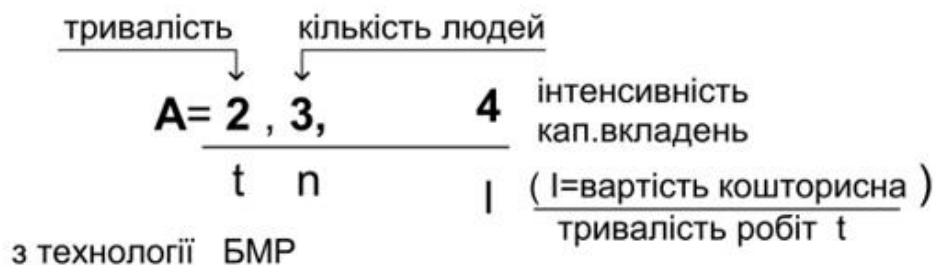 тривалість кількість людей
A= 2 , 3, 4 інтенсивність
кап.вкладень
t n I ( І=вартість кошторисна )
тривалість робіт t
з технології БМР